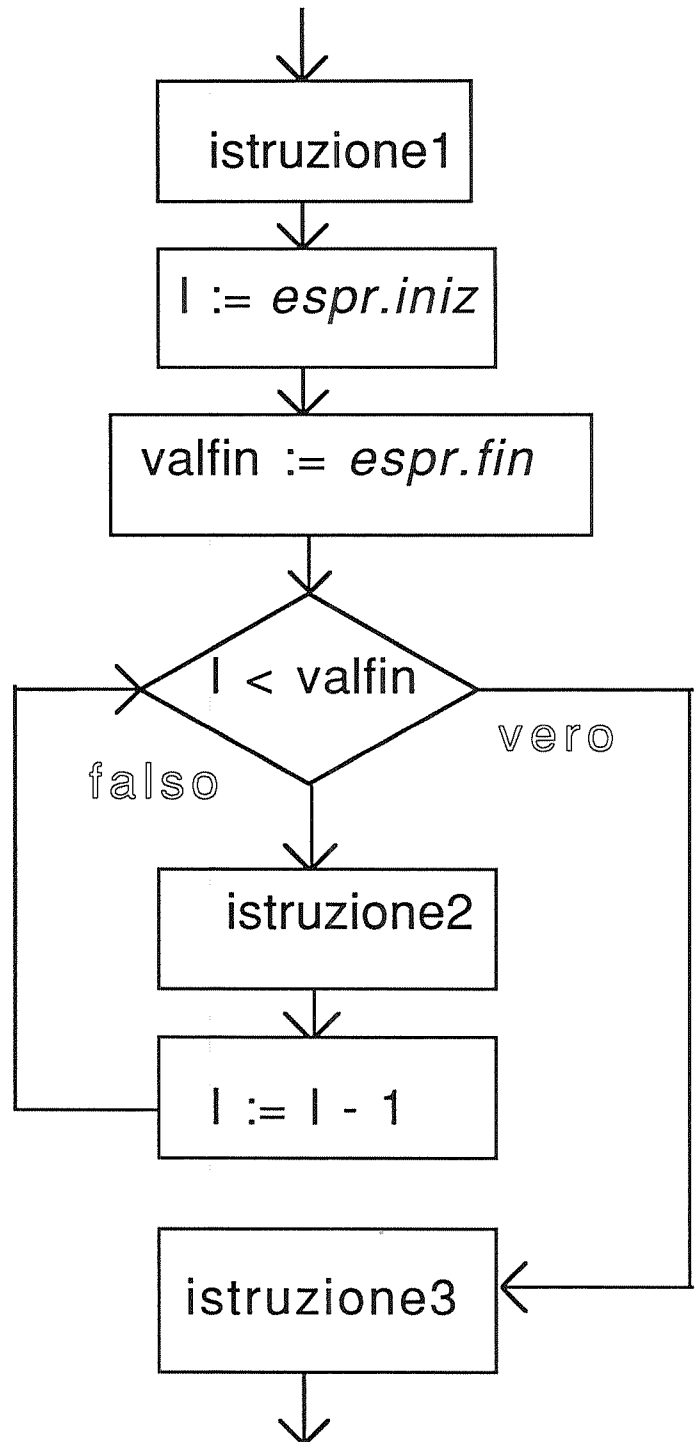 istruzione1
I := espr.iniz
valfin := espr.fin
I < valfin
vero
falso
istruzione2
I := I - 1
istruzione3